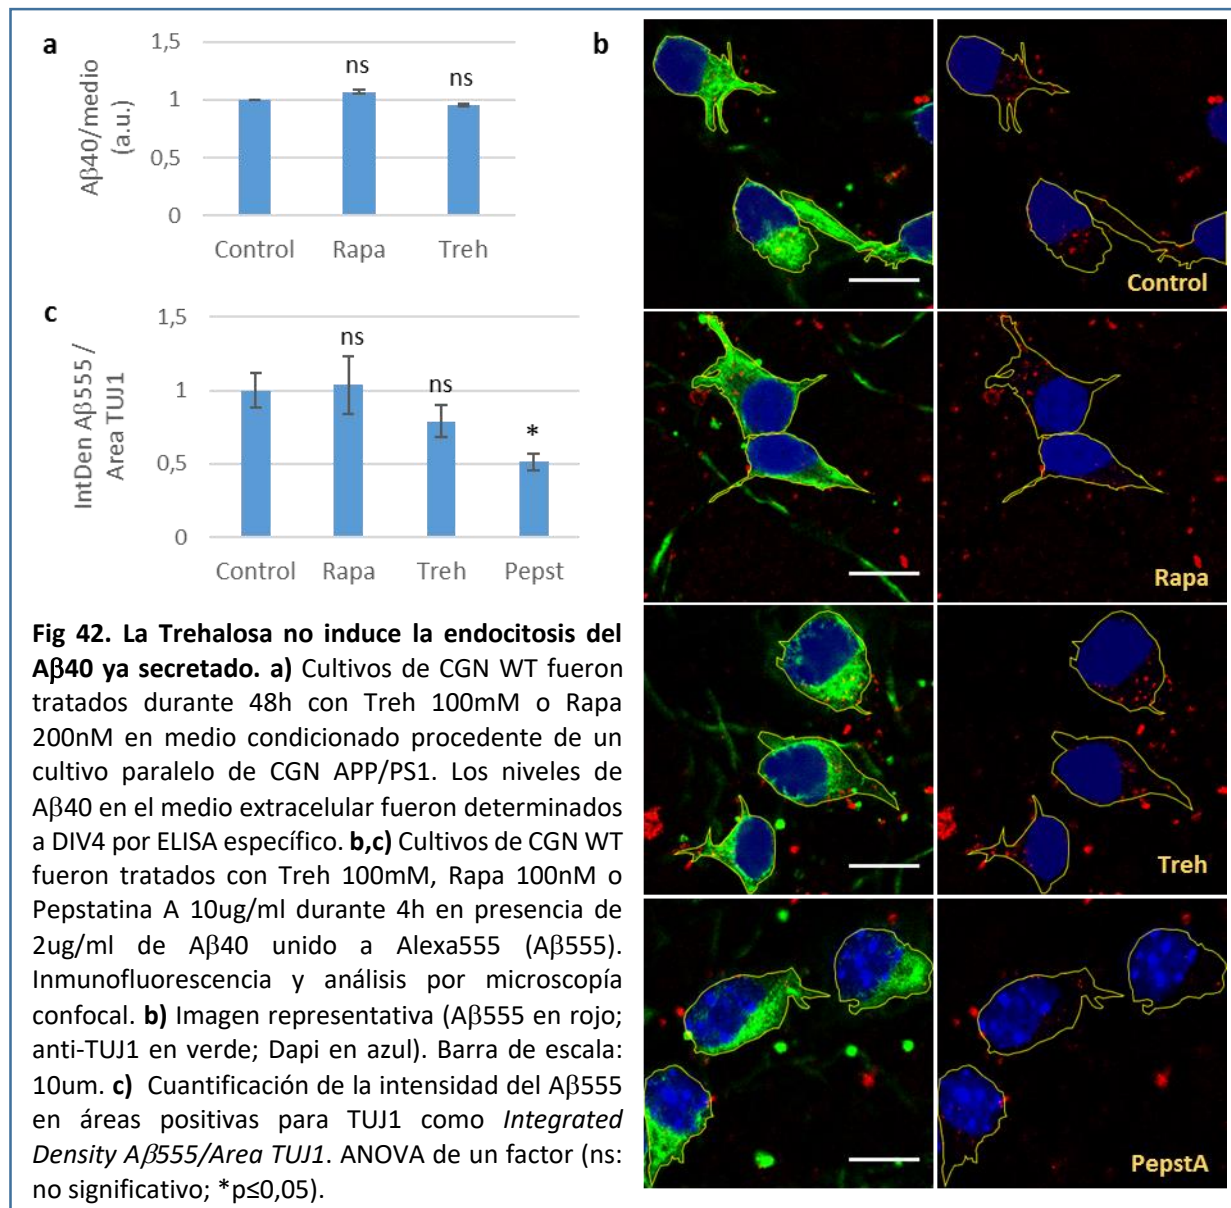 a
1,5
1
0,5
0
Aβ40/medio
(a.u.)
ns
ns
Control Rapa Treh
c
1,5
1
0,5
0
IntDen Aβ555 /
Area TUJ1
ns
ns
*
Control Rapa Treh Pepst
Fig 42. La Trehalosa no induce la endocitosis del
Aβ40 ya secretado. a) Cultivos de CGN WT fueron
tratados durante 48h con Treh 100mM o Rapa
200nM en medio condicionado procedente de un
cultivo paralelo de CGN APP/PS1. Los niveles de
Aβ40 en el medio extracelular fueron determinados
a DIV4 por ELISA específico. b,c) Cultivos de CGN WT
fueron tratados con Treh 100mM, Rapa 100nM o
Pepstatina A 10ug/ml durante 4h en presencia de
2ug/ml de Aβ40 unido a Alexa555 (Aβ555).
Inmunofluorescencia y análisis por microscopía
confocal. b) Imagen representativa (Aβ555 en rojo;
anti-TUJ1 en verde; Dapi en azul). Barra de escala:
10um. c) Cuantificación de la intensidad del Aβ555
en áreas positivas para TUJ1 como Integrated
Density Aβ555/Area TUJ1. ANOVA de un factor (ns:
no significativo; *p≤0,05).
b
Control
Rapa
Treh
PepstA